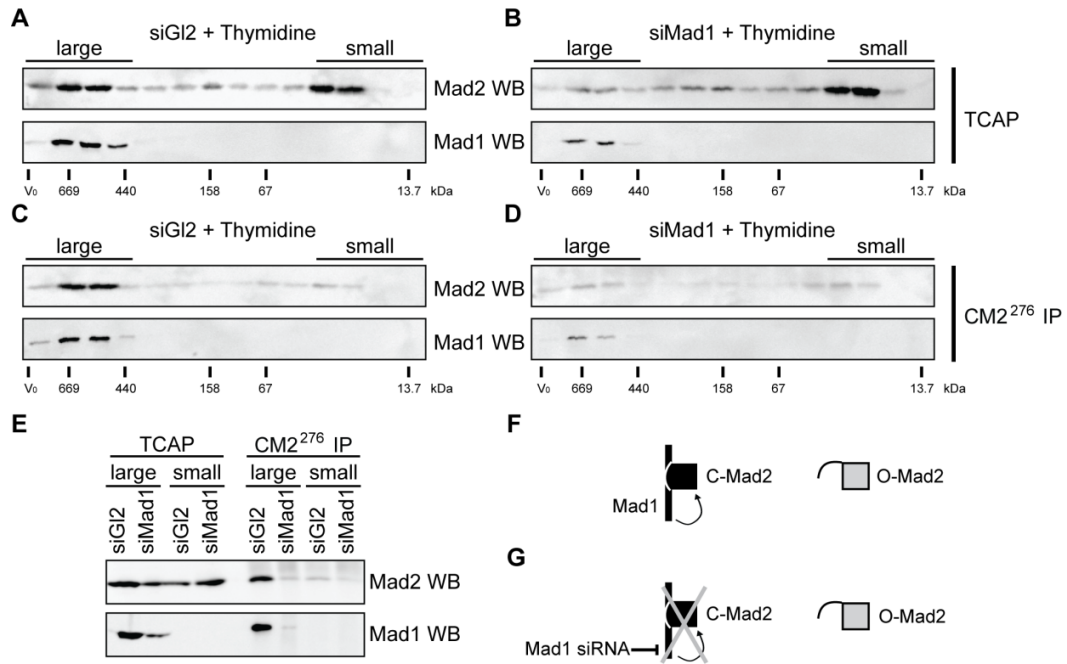 A
siGl2 + Thymidine
large
small
Mad2 WB
Mad1 WB
V₀ 669 440 158 67 13.7 kDa
B
siMad1 + Thymidine
large
small
TCAP
V₀ 669 440 158 67 13.7 kDa
C
siGl2 + Thymidine
large
small
Mad2 WB
Mad1 WB
V₀ 669 440 158 67 13.7 kDa
D
siMad1 + Thymidine
large
small
CM2²⁷⁶ IP
V₀ 669 440 158 67 13.7 kDa
E
TCAP CM2²⁷⁶ IP
large small large small
siGl2 siMad1 siGl2 siMad1 siGl2 siMad1 siGl2 siMad1
Mad2 WB
Mad1 WB
F
C-Mad2
O-Mad2
Mad1
G
C-Mad2
O-Mad2
Mad1 siRNA